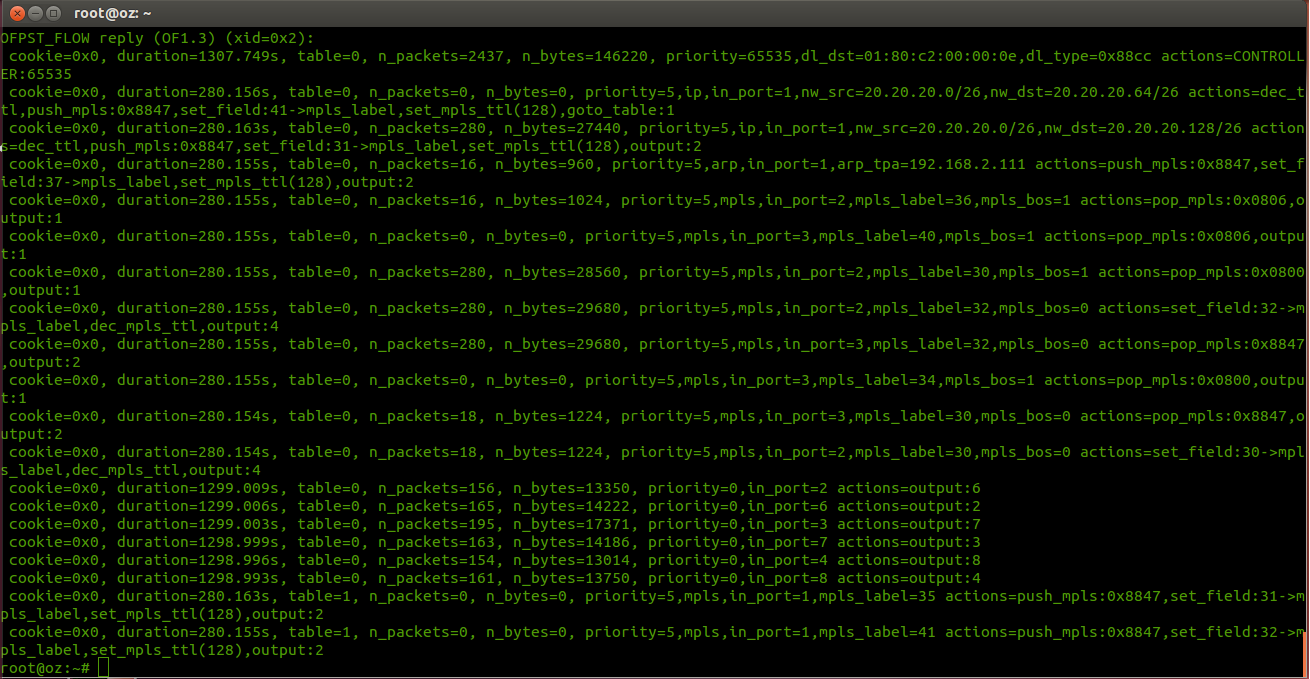 root@oz: ~
OFPST_FLOW reply (OF1.3) (xid=0x2):
 cookie=0x0, duration=1307.749s, table=0, n_packets=2437, n_bytes=146220, priority=65535,dl_dst=01:80:c2:00:00:0e,dl_type=0x88cc actions=CONTROLL
ER:65535
 cookie=0x0, duration=280.156s, table=0, n_packets=0, n_bytes=0, priority=5,ip,in_port=1,nw_src=20.20.20.0/26,nw_dst=20.20.20.64/26 actions=dec_t
tl,push_mpls:0x8847,set_field:41->mpls_label,set_mpls_ttl(128),goto_table:1
 cookie=0x0, duration=280.163s, table=0, n_packets=280, n_bytes=27440, priority=5,ip,in_port=1,nw_src=20.20.20.0/26,nw_dst=20.20.20.128/26 action
s=dec_ttl,push_mpls:0x8847,set_field:31->mpls_label,set_mpls_ttl(128),output:2
 cookie=0x0, duration=280.155s, table=0, n_packets=16, n_bytes=960, priority=5,arp,in_port=1,arp_tpa=192.168.2.111 actions=push_mpls:0x8847,set_f
ield:37->mpls_label,set_mpls_ttl(128),output:2
 cookie=0x0, duration=280.155s, table=0, n_packets=16, n_bytes=1024, priority=5,mpls,in_port=2,mpls_label=36,mpls_bos=1 actions=pop_mpls:0x0806,o
utput:1
 cookie=0x0, duration=280.155s, table=0, n_packets=0, n_bytes=0, priority=5,mpls,in_port=3,mpls_label=40,mpls_bos=1 actions=pop_mpls:0x0806,outpu
t:1
 cookie=0x0, duration=280.155s, table=0, n_packets=280, n_bytes=28560, priority=5,mpls,in_port=2,mpls_label=30,mpls_bos=1 actions=pop_mpls:0x0800
,output:1
 cookie=0x0, duration=280.155s, table=0, n_packets=280, n_bytes=29680, priority=5,mpls,in_port=2,mpls_label=32,mpls_bos=0 actions=set_field:32->m
pls_label,dec_mpls_ttl,output:4
 cookie=0x0, duration=280.155s, table=0, n_packets=280, n_bytes=29680, priority=5,mpls,in_port=3,mpls_label=32,mpls_bos=0 actions=pop_mpls:0x8847
,output:2
 cookie=0x0, duration=280.155s, table=0, n_packets=0, n_bytes=0, priority=5,mpls,in_port=3,mpls_label=34,mpls_bos=1 actions=pop_mpls:0x0800,outpu
t:1
 cookie=0x0, duration=280.154s, table=0, n_packets=18, n_bytes=1224, priority=5,mpls,in_port=3,mpls_label=30,mpls_bos=0 actions=pop_mpls:0x8847,o
utput:2
 cookie=0x0, duration=280.154s, table=0, n_packets=18, n_bytes=1224, priority=5,mpls,in_port=2,mpls_label=30,mpls_bos=0 actions=set_field:30->mpl
s_label,dec_mpls_ttl,output:4
 cookie=0x0, duration=1299.009s, table=0, n_packets=156, n_bytes=13350, priority=0,in_port=2 actions=output:6
 cookie=0x0, duration=1299.006s, table=0, n_packets=165, n_bytes=14222, priority=0,in_port=6 actions=output:2
 cookie=0x0, duration=1299.003s, table=0, n_packets=195, n_bytes=17371, priority=0,in_port=3 actions=output:7
 cookie=0x0, duration=1298.999s, table=0, n_packets=163, n_bytes=14186, priority=0,in_port=7 actions=output:3
 cookie=0x0, duration=1298.996s, table=0, n_packets=154, n_bytes=13014, priority=0,in_port=4 actions=output:8
 cookie=0x0, duration=1298.993s, table=0, n_packets=161, n_bytes=13750, priority=0,in_port=8 actions=output:4
 cookie=0x0, duration=280.163s, table=1, n_packets=0, n_bytes=0, priority=5,mpls,in_port=1,mpls_label=35 actions=push_mpls:0x8847,set_field:31->m
pls_label,set_mpls_ttl(128),output:2
 cookie=0x0, duration=280.155s, table=1, n_packets=0, n_bytes=0, priority=5,mpls,in_port=1,mpls_label=41 actions=push_mpls:0x8847,set_field:32->m
pls_label,set_mpls_ttl(128),output:2
root@oz:~#